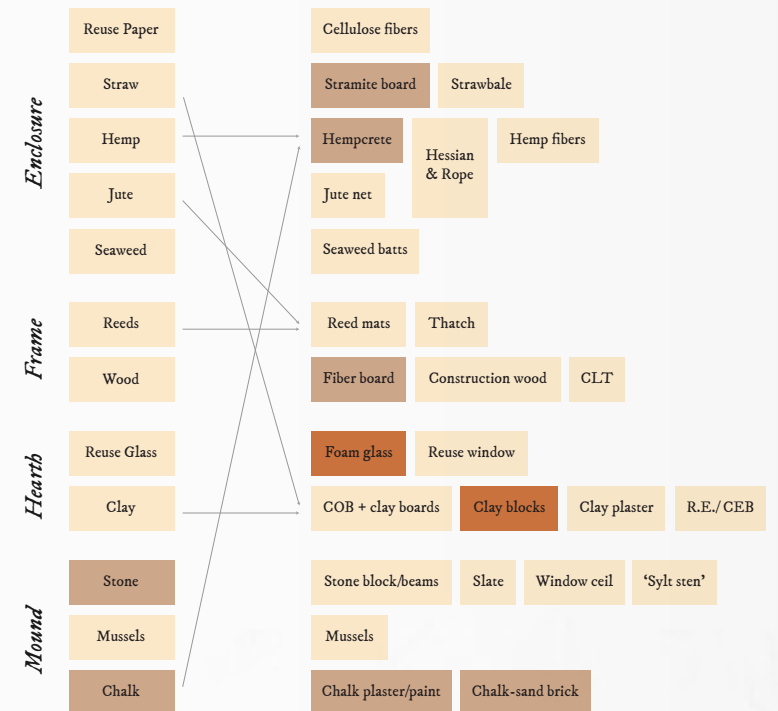 Enclosure
Reuse Paper
Cellulose fibers
Straw
Stramite board
Strawbale
Hemp
Hempcrete
Hessian
& Rope
Hemp fibers
Jute
Jute net
Seaweed
Seaweed batts
Frame
Reeds
Reed mats
Thatch
Wood
Fiber board
Construction wood
CLT
Hearth
Reuse Glass
Foam glass
Reuse window
Clay
COB + clay boards
Clay blocks
Clay plaster
R.E./CEB
Mound
Stone
Stone block/beams
Slate
Window ceil
‘Sylt sten’
Mussels
Mussels
Chalk
Chalk plaster/paint
Chalk-sand brick